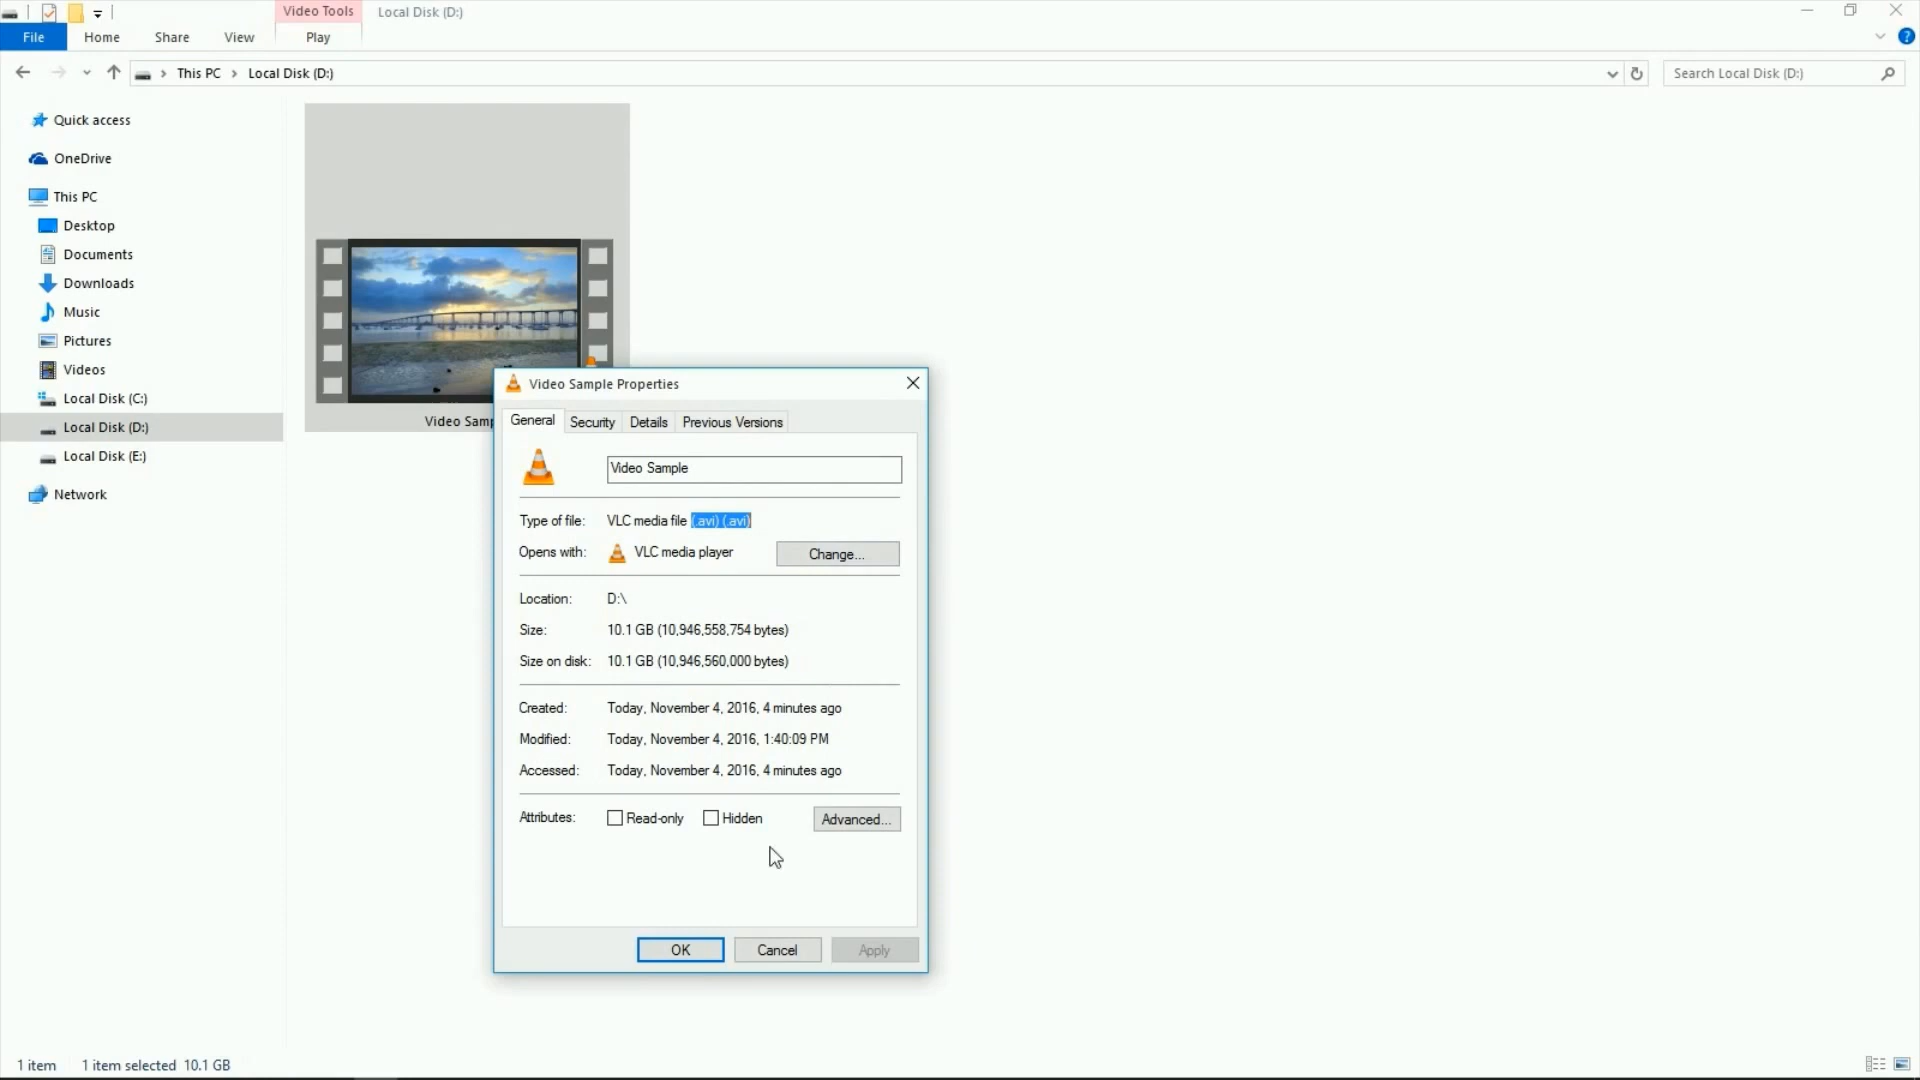 Video Tools
Local Disk (D:)
File
Home
Share
View
Play
?
This PC
Local Disk (D:)
Search Local Disk (D:)
Quick access
OneDrive
This PC
Desktop
Documents
Downloads
Music
Pictures
Videos
Local Disk (C:)
Local Disk (D:)
Local Disk (E:)
Network
Video Samp
Video Sample Properties
General
Security
Details
Previous Versions
Video Sample
Type of file: VLC media file (.avi) (.avi)
Opens with: VLC media player
Change...
Location: D:\
Size: 10.1 GB (10,946,558,754 bytes)
Size on disk: 10.1 GB (10,946,560,000 bytes)
Created: Today, November 4, 2016, 4 minutes ago
Modified: Today, November 4, 2016, 1:40:09 PM
Accessed: Today, November 4, 2016, 4 minutes ago
Attributes: Read-only Hidden
Advanced...
OK
Cancel
Apply
1 item 1 item selected 10.1 GB